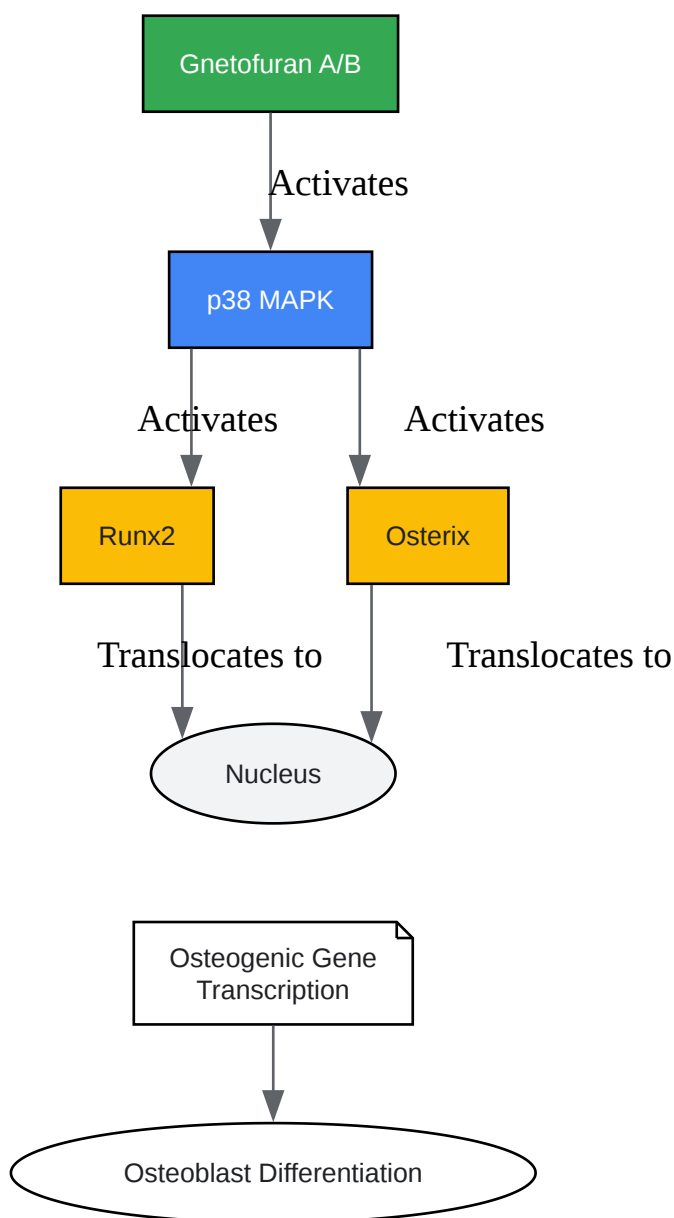 Gnetofuran A/B
Activates
p38 MAPK
Activates
Activates
Runx2
Osterix
Translocates to
Translocates to
Nucleus
Osteogenic Gene
Transcription
Osteoblast Differentiation